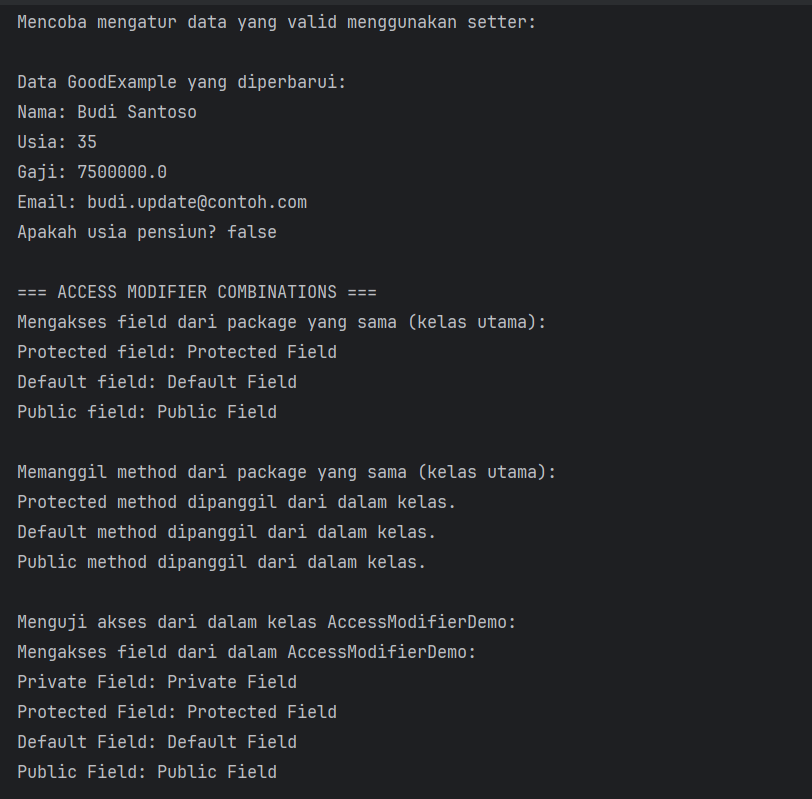 Mencoba mengatur data yang valid menggunakan setter:
Data GoodExample yang diperbarui:
Nama: Budi Santoso
Usia: 35
Gaji: 7500000.0
Email: budi.update@contoh.com
Apakah usia pensiun? false
=== ACCESS MODIFIER COMBINATIONS ===
Mengakses field dari package yang sama (kelas utama):
Protected field: Protected Field
Default field: Default Field
Public field: Public Field
Memanggil method dari package yang sama (kelas utama):
Protected method dipanggil dari dalam kelas.
Default method dipanggil dari dalam kelas.
Public method dipanggil dari dalam kelas.
Menguji akses dari dalam kelas AccessModifierDemo:
Mengakses field dari dalam AccessModifierDemo:
Private Field: Private Field
Protected Field: Protected Field
Default Field: Default Field
Public Field: Public Field